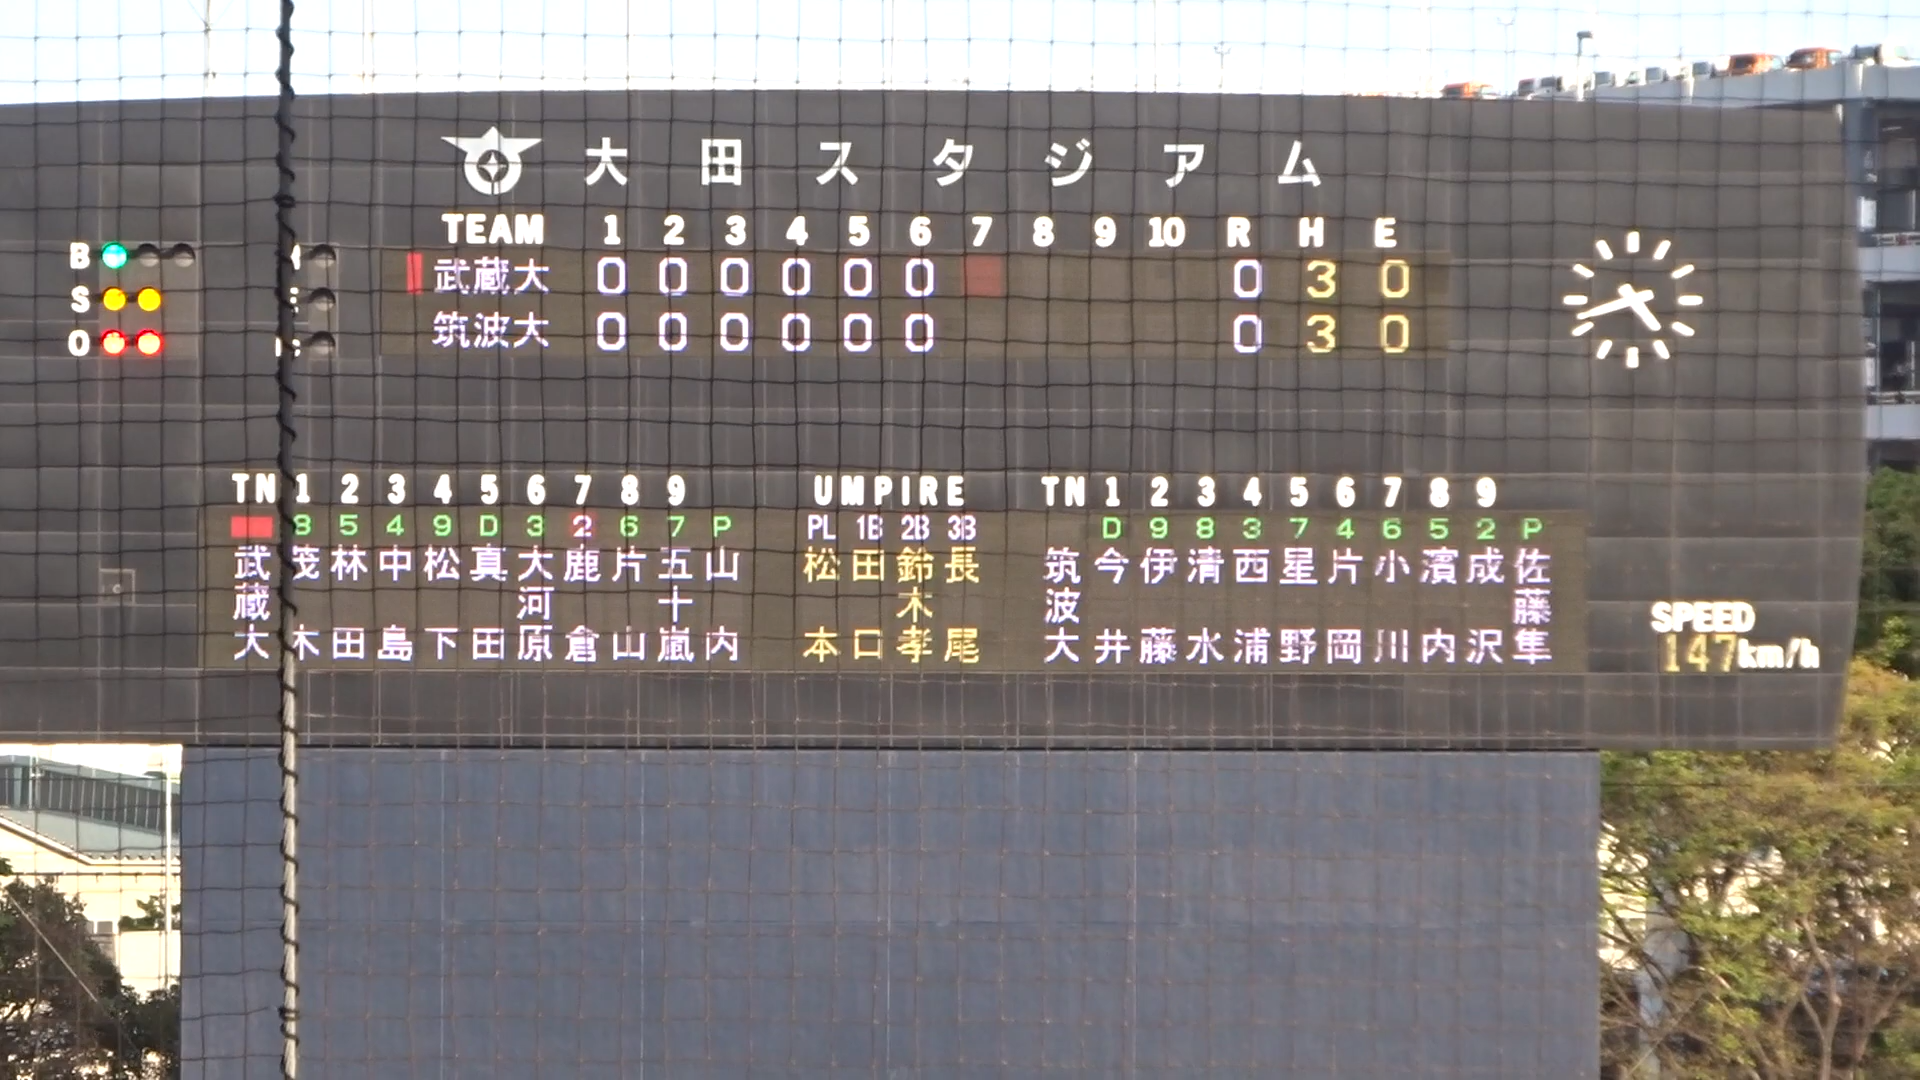 大田スタジアム
TEAM 1 2 3 4 5 6 7 8 9 10 R H E
B 武蔵大 0 0 0 0 0 0 0 3 0
S
O 筑波大 0 0 0 0 0 0 0 3 0
TN 1 2 3 4 5 6 7 8 9
8 5 4 9 D 3 2 6 7 P
武蔵大 茂木 林田 中島 松下 真田 大河原 鹿倉 片山 五十嵐 山内
UMPIRE
PL 1B 2B 3B
松本 田口 鈴木孝 長尾
TN 1 2 3 4 5 6 7 8 9
D 9 8 3 7 4 6 5 2 P
筑波大 今井 伊藤 清水 西浦 星野 片岡 小川 濱内 成沢 佐藤隼
SPEED
147km/h